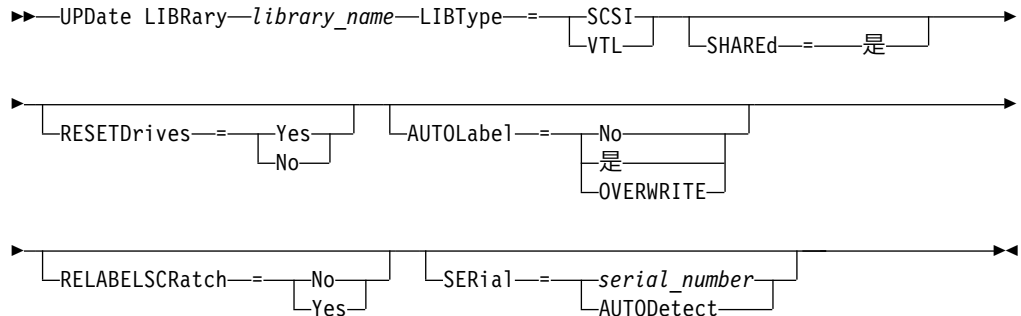 UPDate LIBRary library_name LIBType = SCSI
VTL SHAREd = 是
RESETDrives = Yes AUTOLabel = No
No 是
OVERWRITE
RELABELSCRatch = No SERial = serial_number
Yes AUTODetect